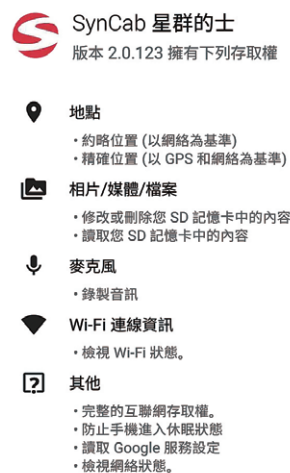 SynCab 星群的士
版本 2.0.123 擁有下列存取權
地點
・約略位置 (以網絡為基準)
・精確位置 (以 GPS 和網絡為基準)
相片/媒體/檔案
・修改或刪除您 SD 記憶卡中的內容
・讀取您 SD 記憶卡中的內容
麥克風
・錄製音訊
Wi-Fi 連線資訊
・檢視 Wi-Fi 狀態。
其他
・完整的互聯網存取權。
・防止手機進入休眠狀態
・讀取 Google 服務設定
・檢視網絡狀態。